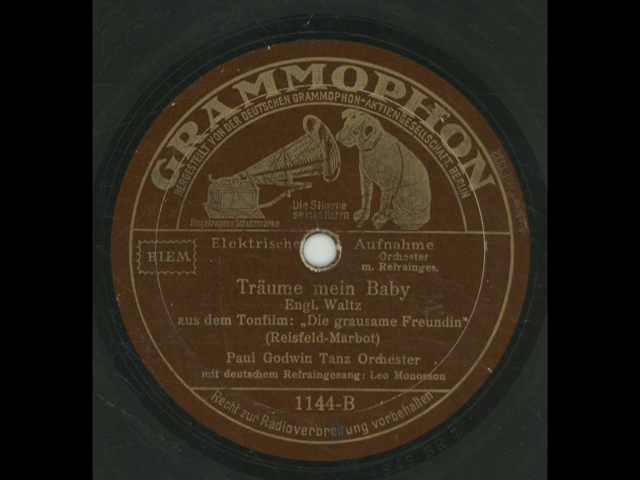 GRAMMOPHON
HERGESTELLT VON DER DEUTSCHEN GRAMMOPHON-AKTIENGESELLSCHAFT, BERLIN
Die Stimme
seines Herrn
Eingetragene Schutzmarke
Elektrische Aufnahme
BIEM
Orchester
m. Refrainges.
Träume mein Baby
Engl. Waltz
aus dem Tonfilm: „Die grausame Freundin"
(Reisfeld-Marbot)
Paul Godwin Tanz Orchester
mit deutschem Refraingesang: Leo Monosson
1144-B
Recht zur Radioverbreitung vorbehalten